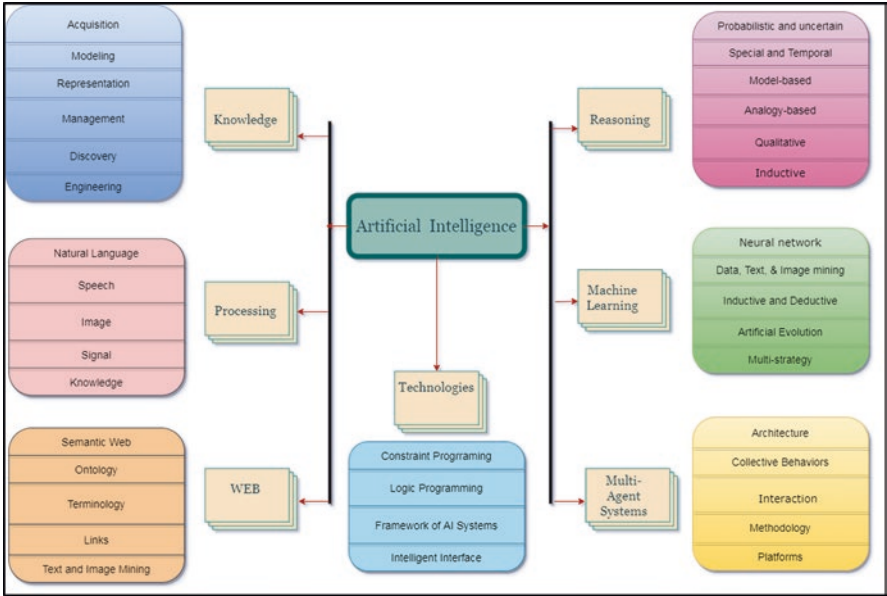 Acquisition
Modeling
Representation
Management
Discovery
Engineering
Knowledge
Natural Language
Speech
Image
Signal
Knowledge
Processing
Semantic Web
Ontology
Terminology
Links
Text and Image Mining
WEB
Artificial Intelligence
Technologies
Constraint Programing
Logic Programming
Framework of AI Systems
Intelligent Interface
Reasoning
Probabilistic and uncertain
Special and Temporal
Model-based
Analogy-based
Qualitative
Inductive
Machine
Learning
Neural network
Data, Text, & Image mining
Inductive and Deductive
Artificial Evolution
Multi-strategy
Multi-
Agent
Systems
Architecture
Collective Behaviors
Interaction
Methodology
Platforms